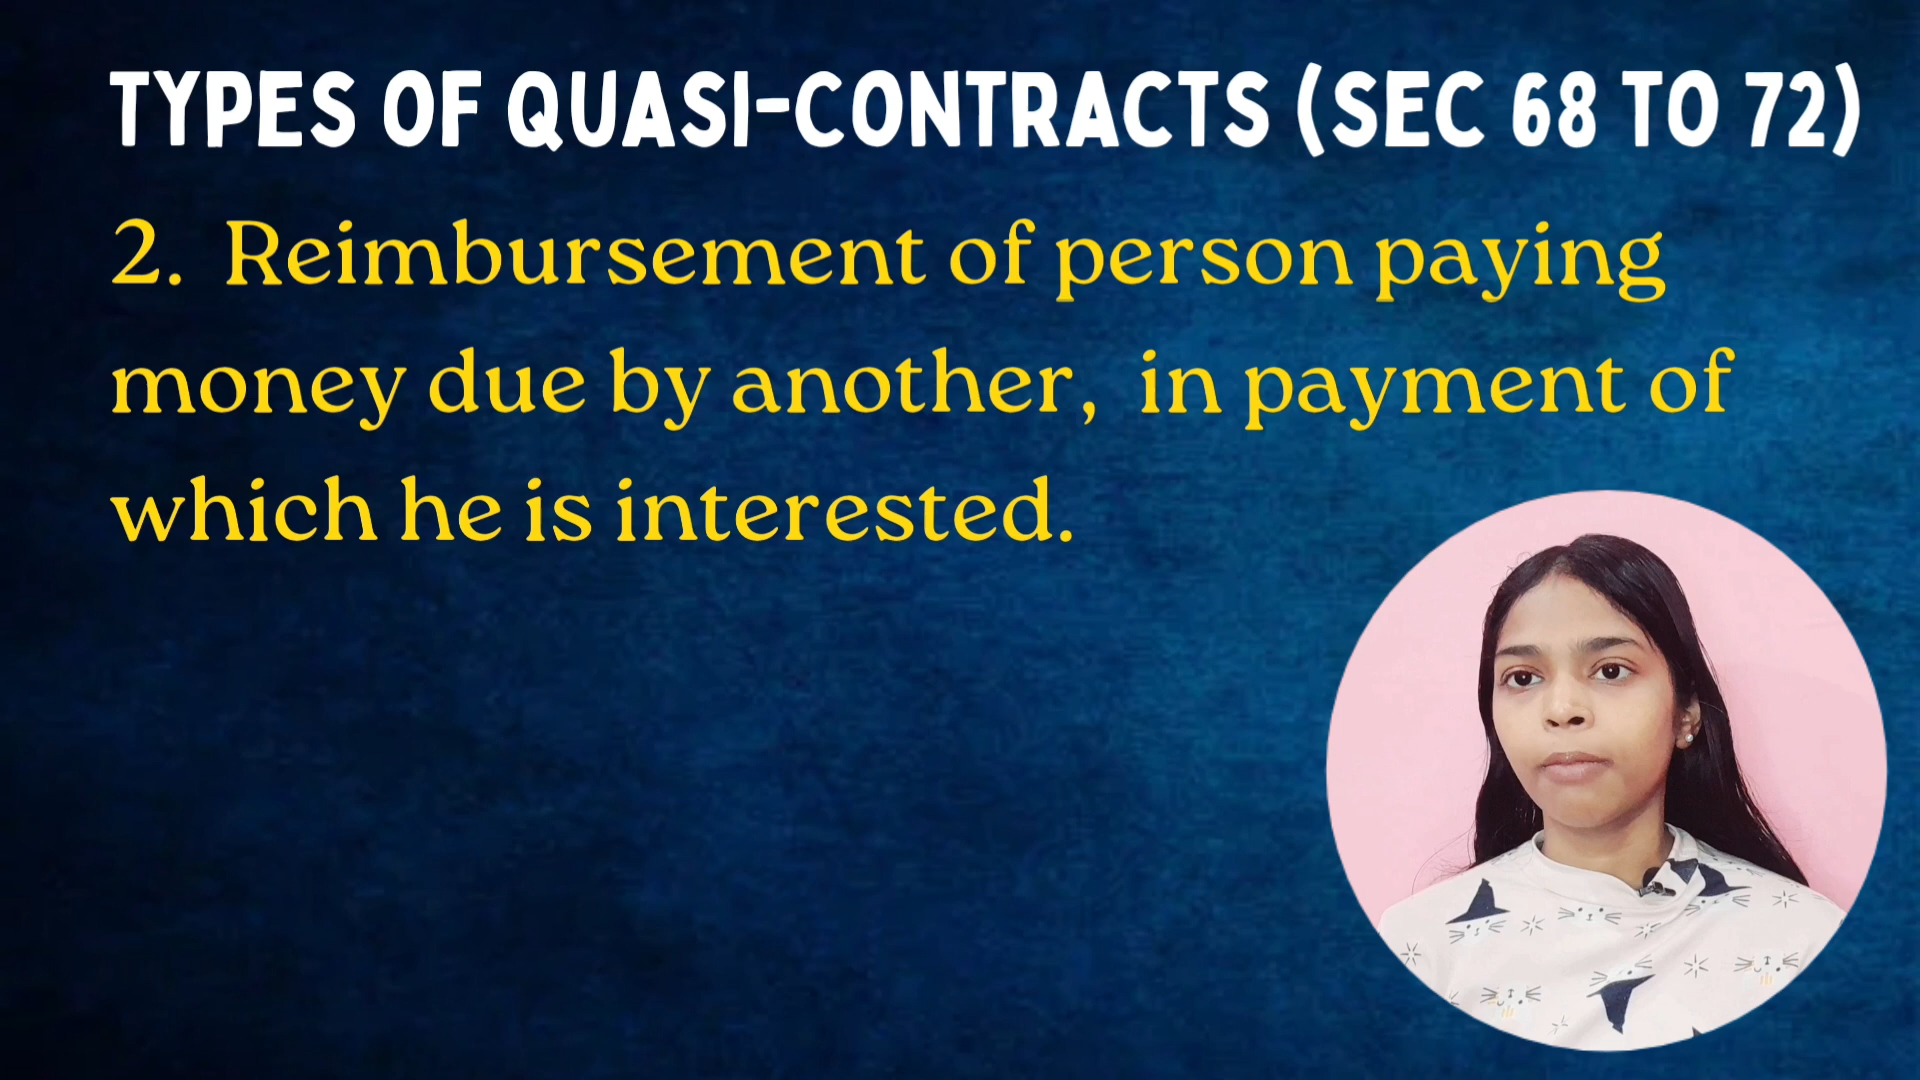 TYPES OF QUASI-CONTRACTS (SEC 68 TO 72)
2. Reimbursement of person paying
money due by another, in payment of
which he is interested.